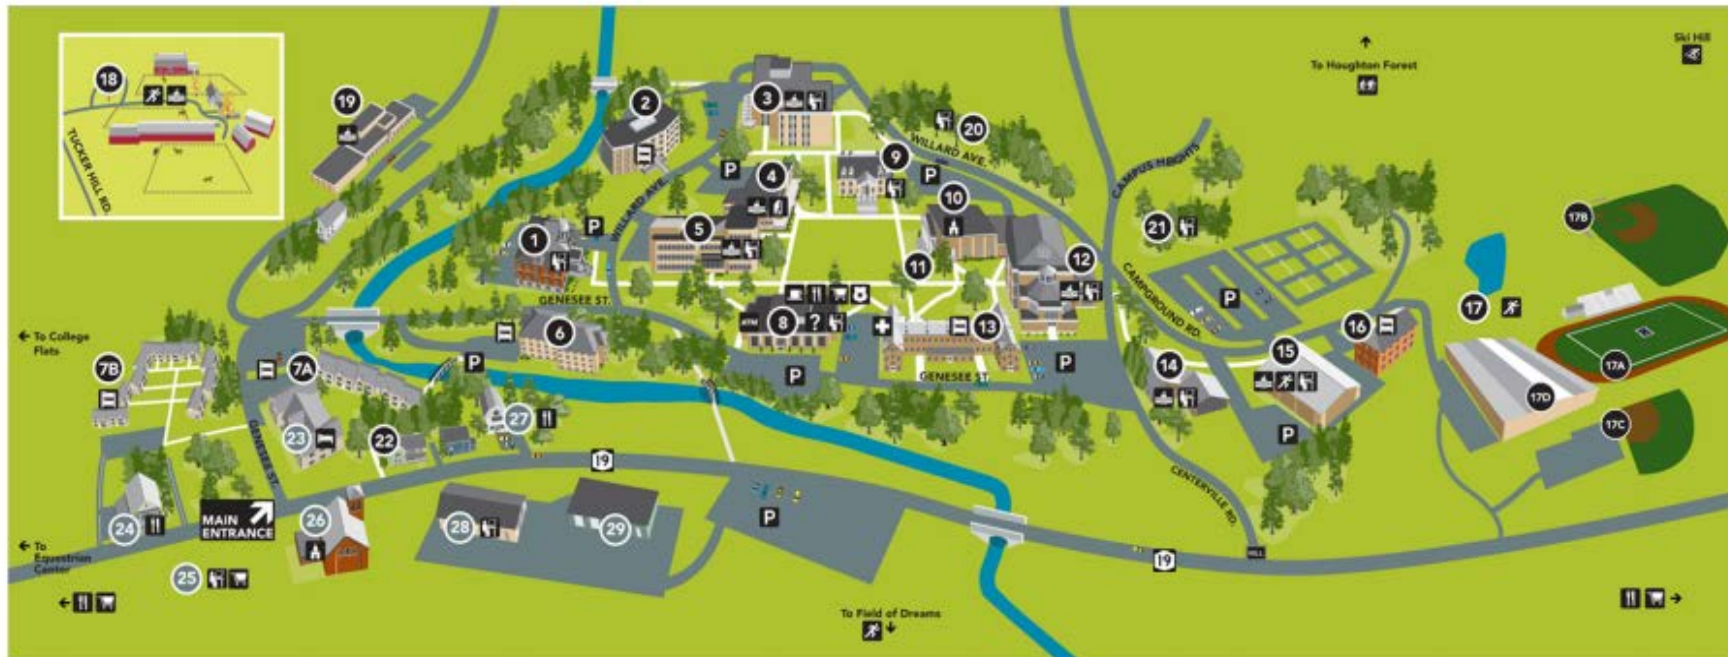 18
TUCKER HILL RD.
19
2
3
To Houghton Forest
Ski Hill
20
WILLARD AVE.
9
P
4
P
CAMPUS HEIGHTS
10
WILLARD AVE.
1
P
5
21
17B
11
12
CAMPGROUND RD.
P
17
GENESEE ST.
To College
Flats
6
ATM
8
?
13
16
17A
7B
7A
P
P
GENESEE ST.
P
14
15
17D
17C
23
22
27
P
GENESEE ST.
19
CENTERVILLE RD.
24
MAIN
ENTRANCE
26
28
29
P
To
Equestrian
Center
HILL
19
25
To Field of Dreams